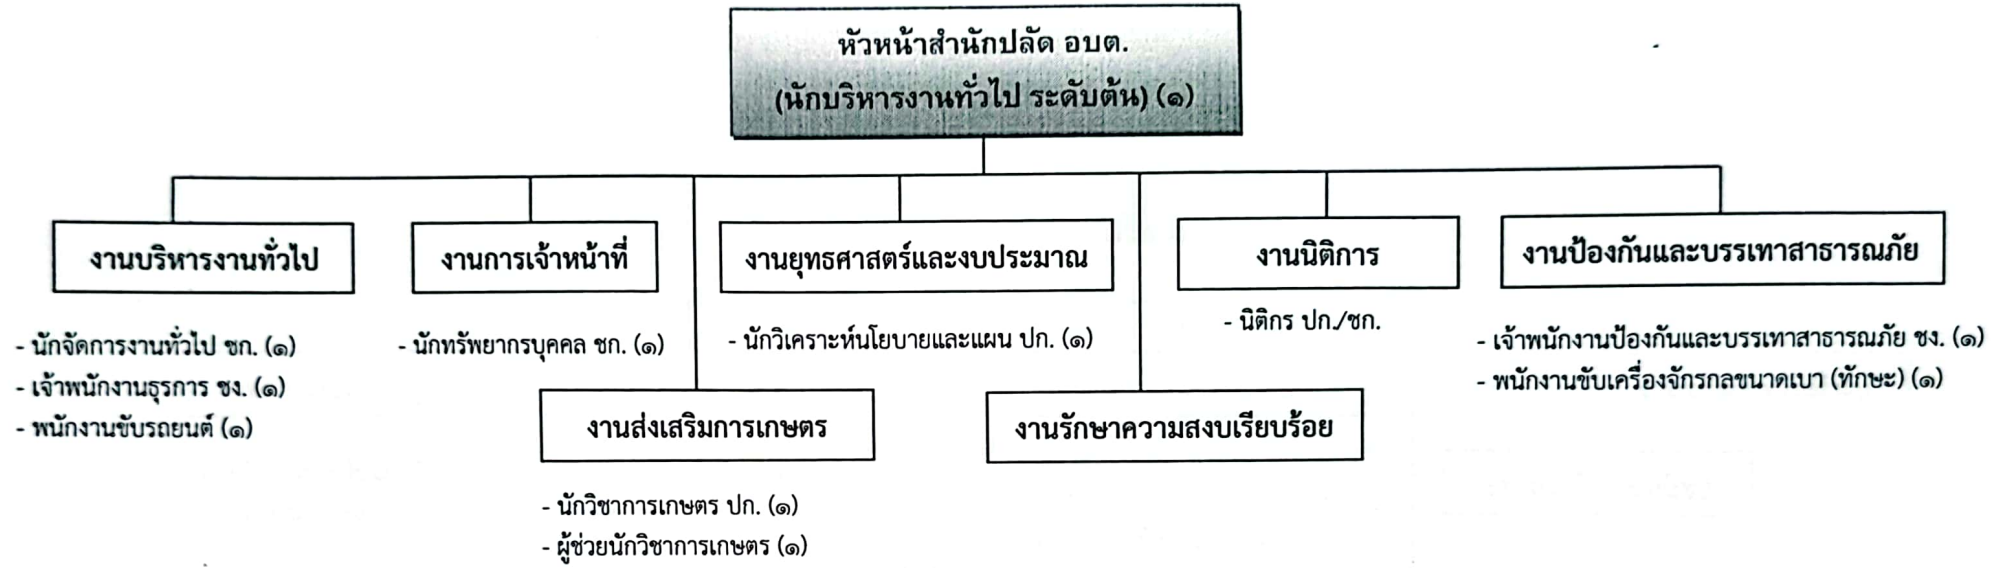 หัวหน้าสำนักปลัด อบต.
(นักบริหารงานทั่วไป ระดับต้น) (๑)
งานบริหารงานทั่วไป
- นักจัดการงานทั่วไป ชก. (๑)
- เจ้าพนักงานธุรการ ชง. (๑)
- พนักงานขับรถยนต์ (๑)
งานการเจ้าหน้าที่
- นักทรัพยากรบุคคล ชก. (๑)
งานยุทธศาสตร์และงบประมาณ
- นักวิเคราะห์นโยบายและแผน ปก. (๑)
งานนิติการ
- นิติกร ปก./ชก.
งานป้องกันและบรรเทาสาธารณภัย
- เจ้าพนักงานป้องกันและบรรเทาสาธารณภัย ชง. (๑)
- พนักงานขับเครื่องจักรกลขนาดเบา (ทักษะ) (๑)
งานส่งเสริมการเกษตร
- นักวิชาการเกษตร ปก. (๑)
- ผู้ช่วยนักวิชาการเกษตร (๑)
งานรักษาความสงบเรียบร้อย